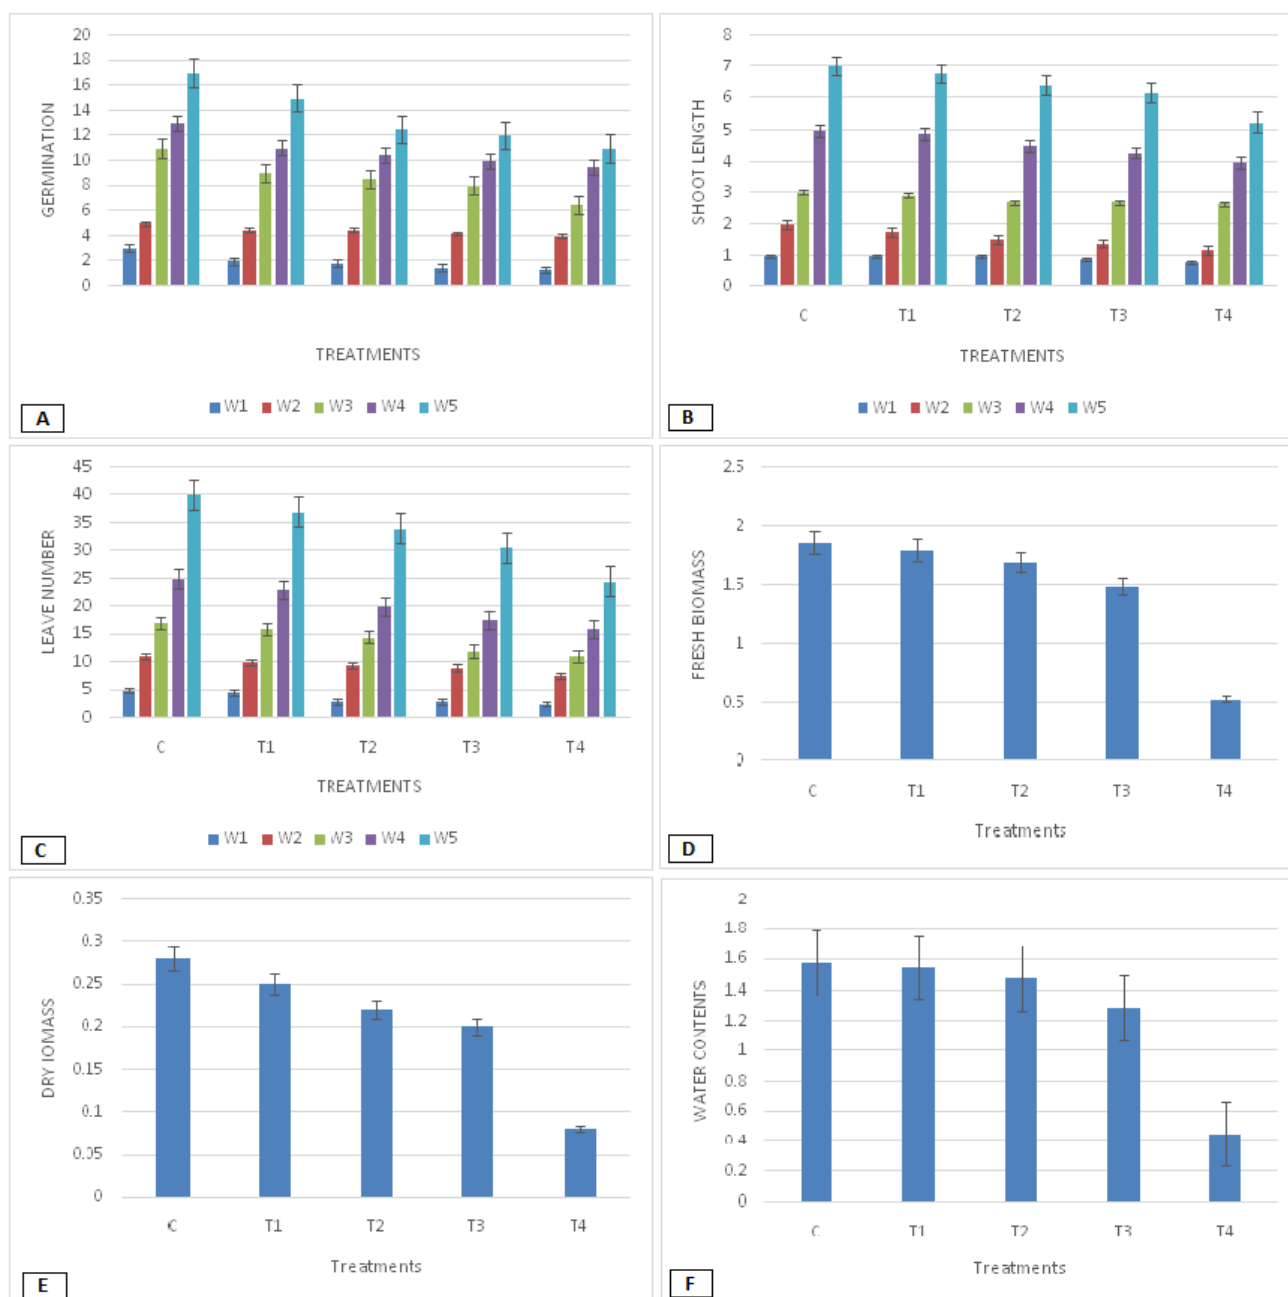 GERMINATION
20
18
16
14
12
10
8
6
4
2
0
TREATMENTS
W1 W2 W3 W4 W5
A
SHOOT LENGTH
8
7
6
5
4
3
2
1
0
C T1 T2 T3 T4
TREATMENTS
W1 W2 W3 W4 W5
B
LEAVE NUMBER
45
40
35
30
25
20
15
10
5
0
C T1 T2 T3 T4
TREATMENTS
W1 W2 W3 W4 W5
C
FRESH BIOMASS
2.5
2
1.5
1
0.5
0
C T1 T2 T3 T4
Treatments
D
DRY IOMASS
0.35
0.3
0.25
0.2
0.15
0.1
0.05
0
C T1 T2 T3 T4
Treatments
E
WATER CONTENTS
2
1.8
1.6
1.4
1.2
1
0.8
0.6
0.4
0.2
0
C T1 T2 T3 T4
Treatments
F